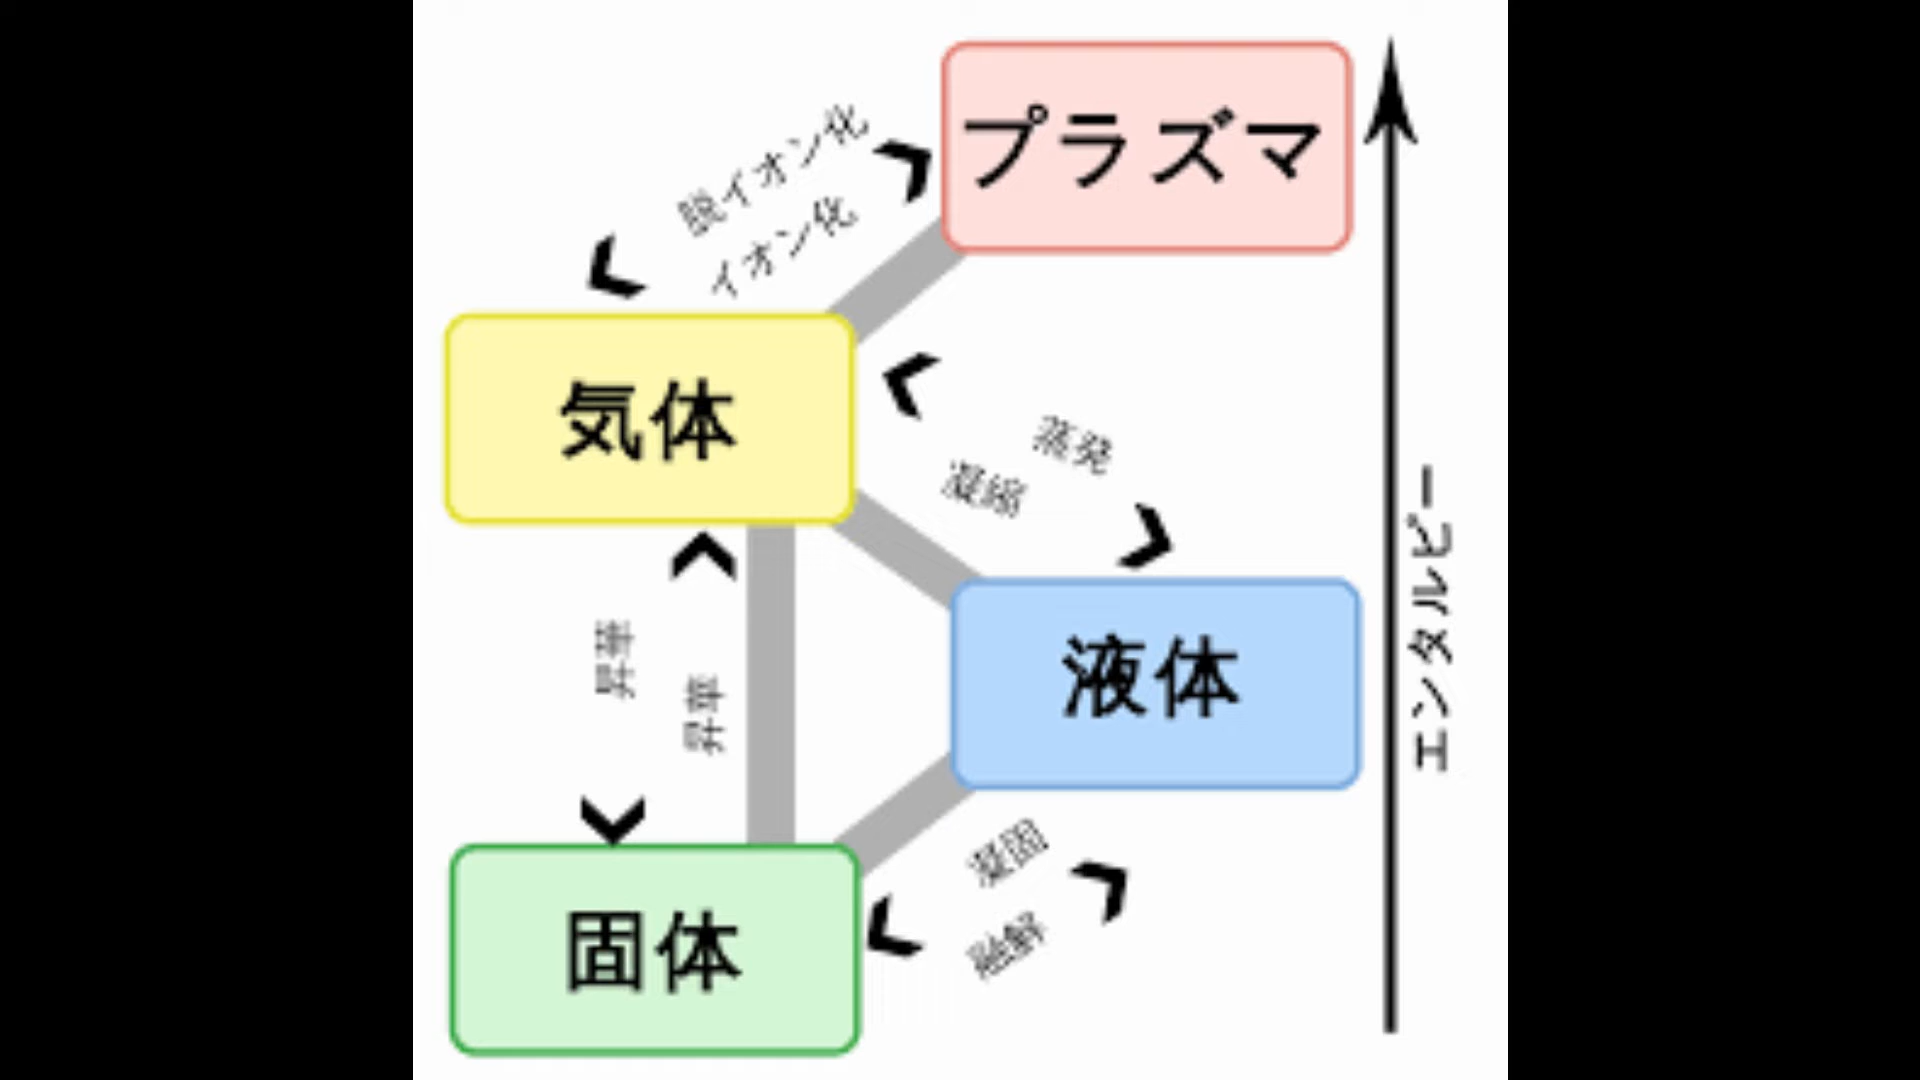 プラズマ
脱イオン化
イオン化
気体
蒸発
凝縮
昇華
昇華
液体
エンタルピー
凝固
融解
固体